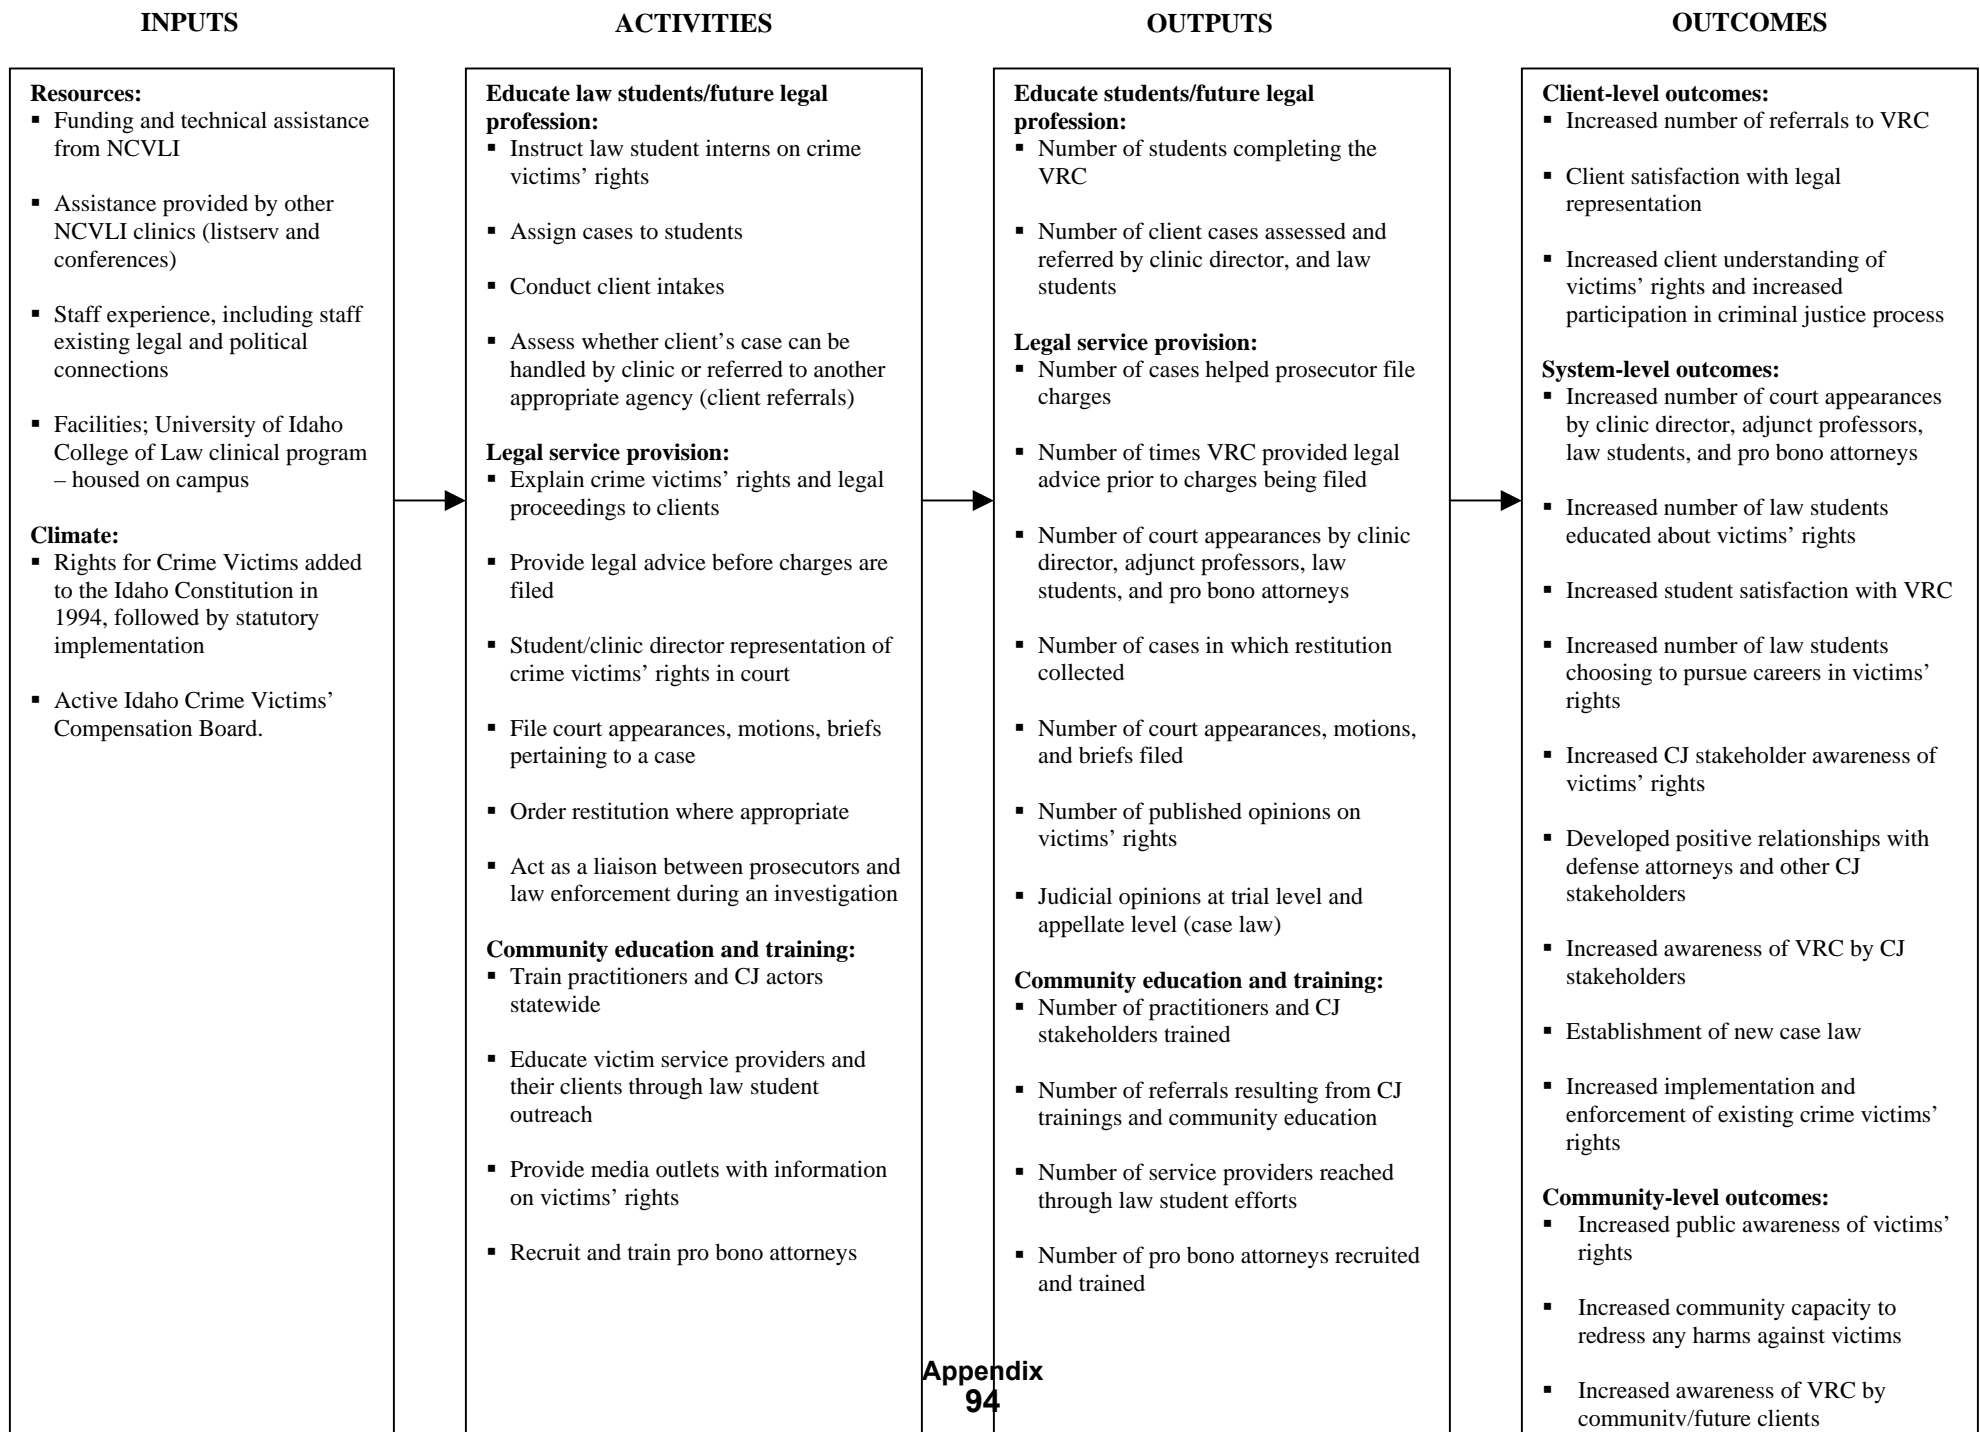 INPUTS
Resources:
▪ Funding and technical assistance
from NCVLI
▪ Assistance provided by other
NCVLI clinics (listserv and
conferences)
▪ Staff experience, including staff
existing legal and political
connections
▪ Facilities; University of Idaho
College of Law clinical program
– housed on campus
Climate:
▪ Rights for Crime Victims added
to the Idaho Constitution in
1994, followed by statutory
implementation
▪ Active Idaho Crime Victims’
Compensation Board.
ACTIVITIES
Educate law students/future legal
profession:
▪ Instruct law student interns on crime
victims’ rights
▪ Assign cases to students
▪ Conduct client intakes
▪ Assess whether client’s case can be
handled by clinic or referred to another
appropriate agency (client referrals)
Legal service provision:
▪ Explain crime victims’ rights and legal
proceedings to clients
▪ Provide legal advice before charges are
filed
▪ Student/clinic director representation of
crime victims’ rights in court
▪ File court appearances, motions, briefs
pertaining to a case
▪ Order restitution where appropriate
▪ Act as a liaison between prosecutors and
law enforcement during an investigation
Community education and training:
▪ Train practitioners and CJ actors
statewide
▪ Educate victim service providers and
their clients through law student
outreach
▪ Provide media outlets with information
on victims’ rights
▪ Recruit and train pro bono attorneys
OUTPUTS
Educate students/future legal
profession:
▪ Number of students completing the
VRC
▪ Number of client cases assessed and
referred by clinic director, and law
students
Legal service provision:
▪ Number of cases helped prosecutor file
charges
▪ Number of times VRC provided legal
advice prior to charges being filed
▪ Number of court appearances by clinic
director, adjunct professors, law
students, and pro bono attorneys
▪ Number of cases in which restitution
collected
▪ Number of court appearances, motions,
and briefs filed
▪ Number of published opinions on
victims’ rights
▪ Judicial opinions at trial level and
appellate level (case law)
Community education and training:
▪ Number of practitioners and CJ
stakeholders trained
▪ Number of referrals resulting from CJ
trainings and community education
▪ Number of service providers reached
through law student efforts
▪ Number of pro bono attorneys recruited
and trained
OUTCOMES
Client-level outcomes:
▪ Increased number of referrals to VRC
▪ Client satisfaction with legal
representation
▪ Increased client understanding of
victims’ rights and increased
participation in criminal justice process
System-level outcomes:
▪ Increased number of court appearances
by clinic director, adjunct professors,
law students, and pro bono attorneys
▪ Increased number of law students
educated about victims’ rights
▪ Increased student satisfaction with VRC
▪ Increased number of law students
choosing to pursue careers in victims’
rights
▪ Increased CJ stakeholder awareness of
victims’ rights
▪ Developed positive relationships with
defense attorneys and other CJ
stakeholders
▪ Increased awareness of VRC by CJ
stakeholders
▪ Establishment of new case law
▪ Increased implementation and
enforcement of existing crime victims’
rights
Community-level outcomes:
▪ Increased public awareness of victims’
rights
▪ Increased community capacity to
redress any harms against victims
▪ Increased awareness of VRC by
community/future clients
Appendix
94